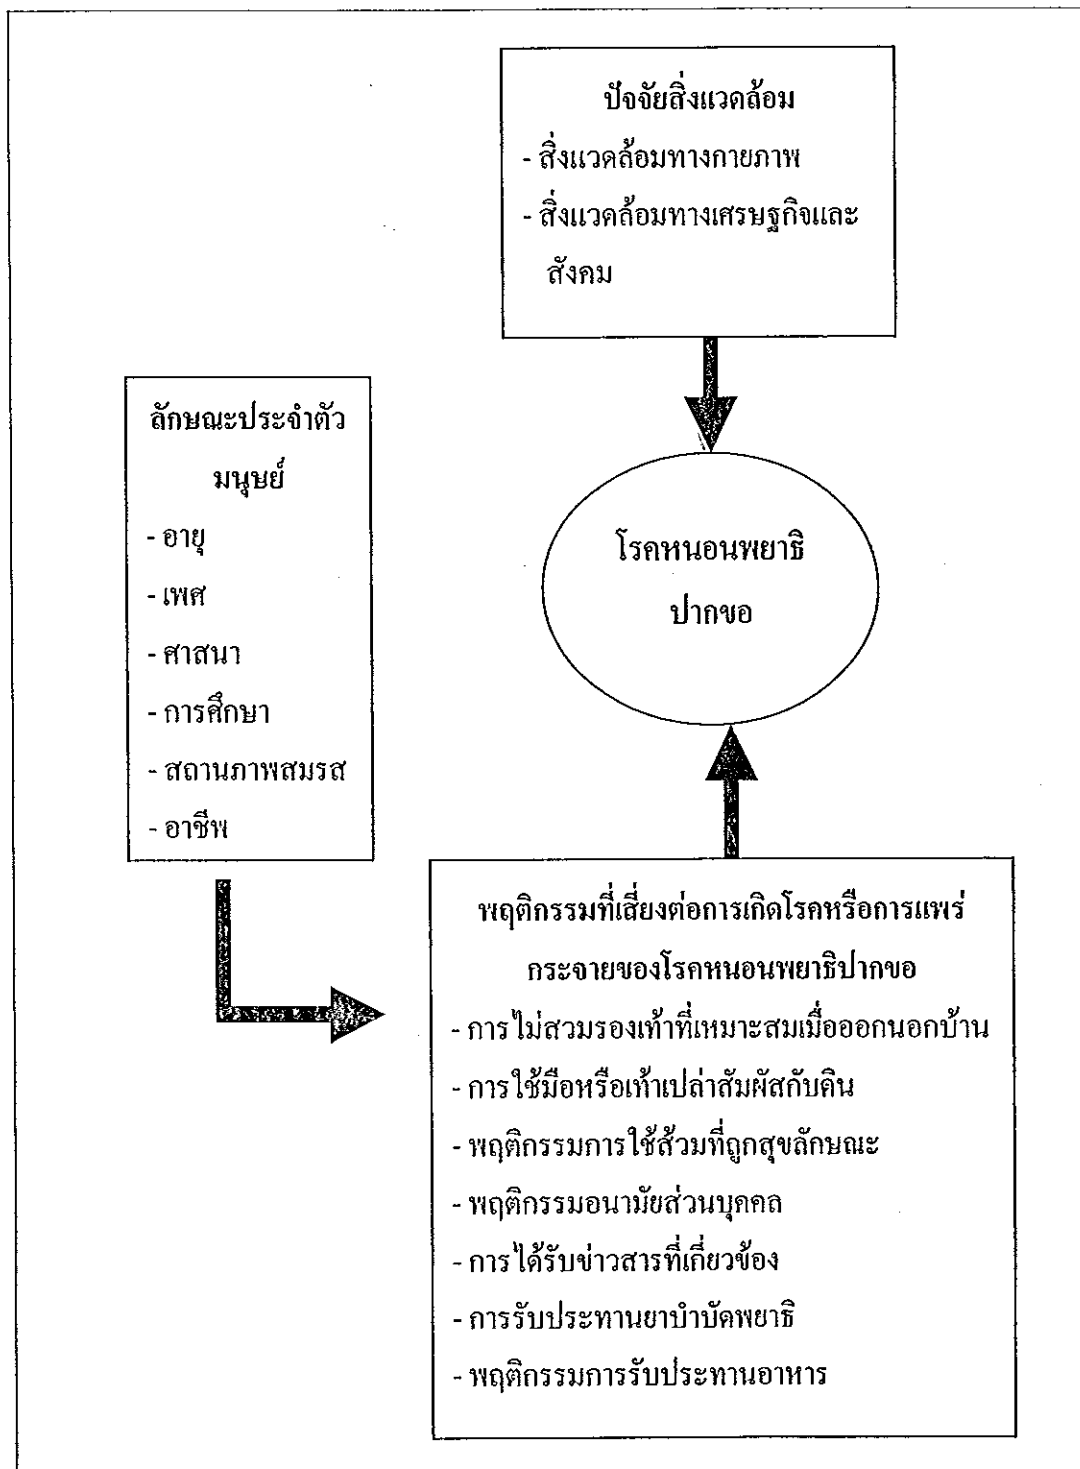 ปัจจัยสิ่งแวดล้อม
- สิ่งแวดล้อมทางกายภาพ
- สิ่งแวดล้อมทางเศรษฐกิจและ
สังคม
ลักษณะประจำตัว
มนุษย์
- อายุ
- เพศ
- ศาสนา
- การศึกษา
- สถานภาพสมรส
- อาชีพ
โรคหนอนพยาธิ
ปากขอ
พฤติกรรมที่เสี่ยงต่อการเกิดโรคหรือการแพร่
กระจายของโรคหนอนพยาธิปากขอ
- การไม่สวมรองเท้าที่เหมาะสมเมื่อออกนอกบ้าน
- การใช้มือหรือเท้าเปล่าสัมผัสกับดิน
- พฤติกรรมการใช้ส้วมที่ถูกสุขลักษณะ
- พฤติกรรมอนามัยส่วนบุคคล
- การได้รับข่าวสารที่เกี่ยวข้อง
- การรับประทานยาบำบัดพยาธิ
- พฤติกรรมการรับประทานอาหาร